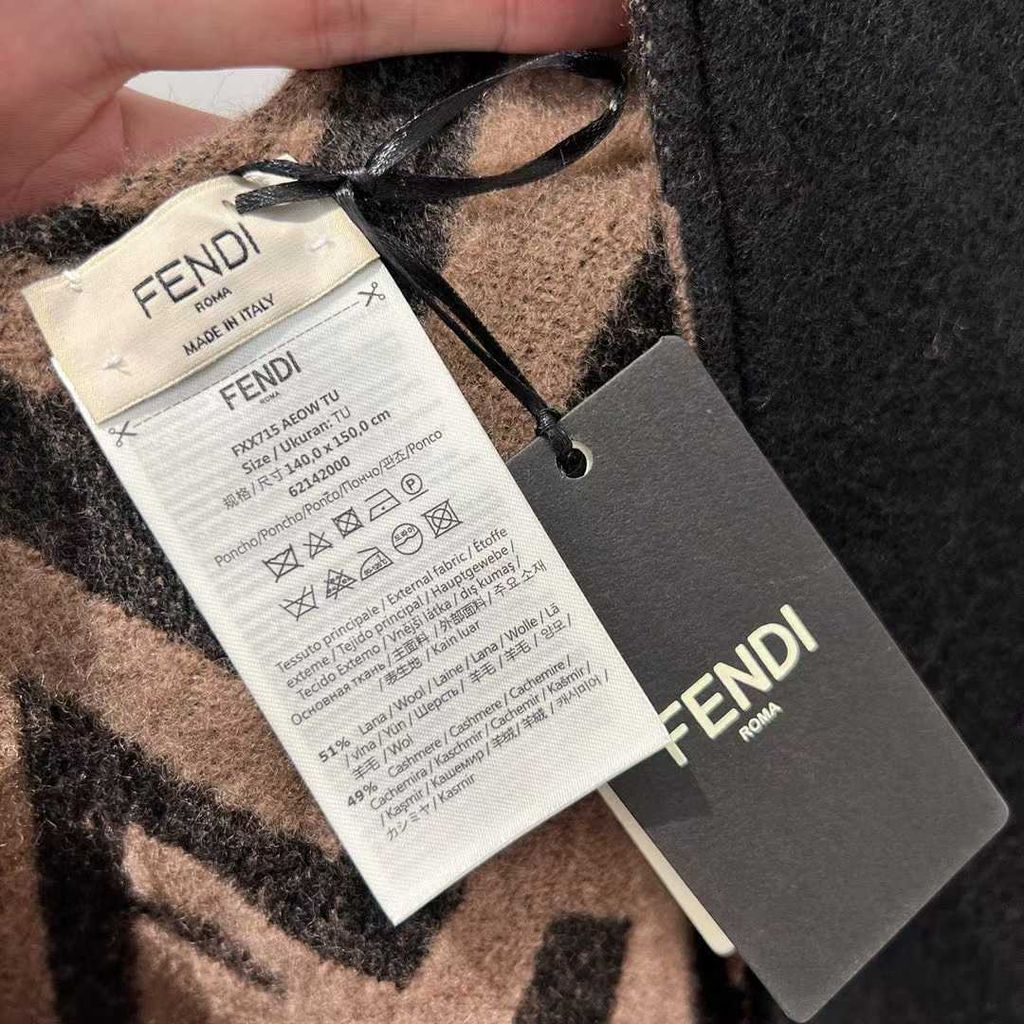 FENDI
ROMA
MADE IN ITALY
FENDI
ROMA
FXX715 AEOW TU
Size / Ukuran: TU
规格 / 尺寸 140.0 x 150.0 cm
62142000
Poncho/Poncho/Pončo/Пончо/판초/Ponco
P
Tessuto principale / External fabric / Étoffe
externe / Tejido principal / Hauptgewebe /
Tecido Externo / Vnější látka / dış kumaş /
Основная ткань / 主面料 / 外部面料 / 주요 소재
/ 表生地 / Kain luar
51% Lana / Wool / Laine / Lana / Wolle / Lã
/ vlna / Yün / Шерсть / 羊毛 / 羊毛 / 양모 /
羊毛 / Wol
49% Cashmere / Cashmere / Cachemire /
Cachemira / Kaschmir / Cachemir / Kašmír /
/ Kaşmir / Кашемир / 羊绒 / 羊絨 / 캐시미어 /
カシミヤ / Kasmir
FENDI
ROMA